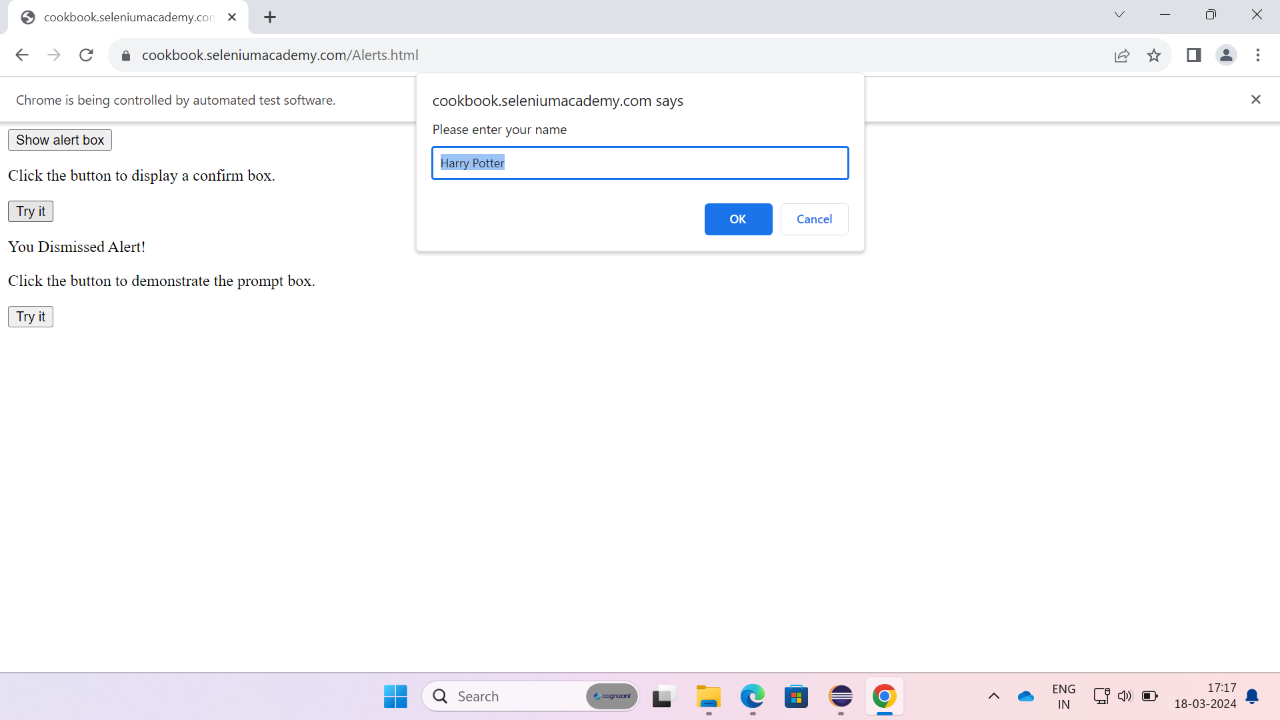 cookbook.seleniumacademy.com
cookbook.seleniumacademy.com/Alerts.html
Chrome is being controlled by automated test software.
cookbook.seleniumacademy.com says
Please enter your name
Harry Potter
OK
Cancel
Show alert box
Click the button to display a confirm box.
Try it
You Dismissed Alert!
Click the button to demonstrate the prompt box.
Try it
Search
cognizant
ENG
IN
17:17
18-03-2024